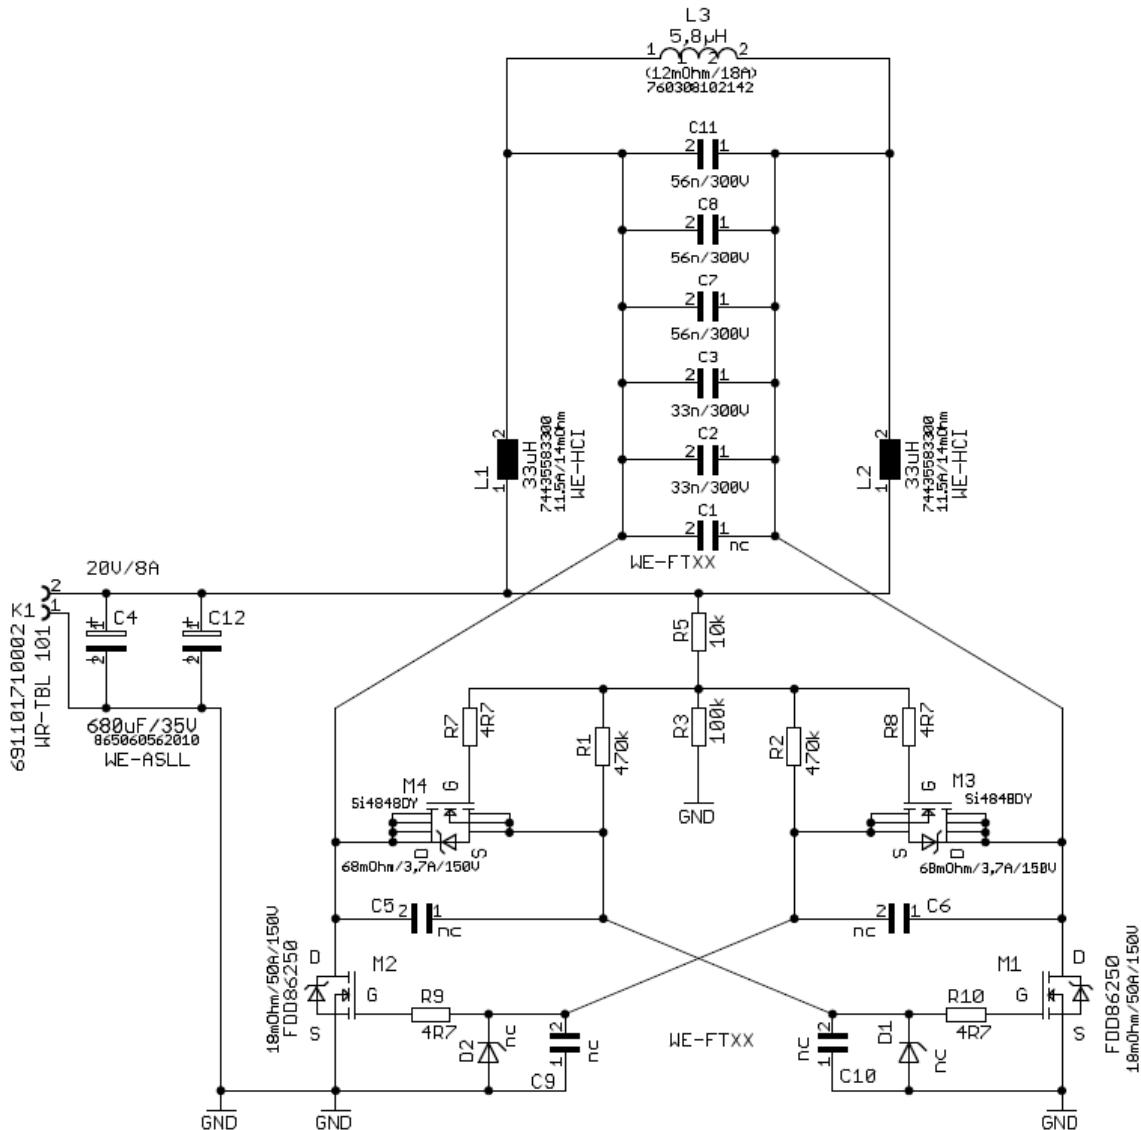 L3
5,8µH
1 2
1 2
(12mOhm/18A)
760308102142
C11
2 1
56n/300V
C8
2 1
56n/300V
C7
2 1
56n/300V
C3
2 1
33n/300V
C2
2 1
33n/300V
C1
2 1
nc
WE-FTXX
L1
1 2
33uH
74435583300
11.5A/14mOhm
WE-HCI
L2
1 2
33uH
74435583300
11.5A/14mOhm
WE-HCI
20V/8A
K1
2
1
691101710002
WR-TBL 101
C4
+
1
2
C12
+
1
2
680uF/35V
865060562010
WE-ASLL
R5
10k
R7
4R7
R1
470k
R3
100k
GND
R2
470k
R8
4R7
M4
G
Si4848DY
D
S
68mOhm/3,7A/150V
M3
G
Si4848DY
S
D
68mOhm/3,7A/150V
C5
2 1
nc
C6
2 1
nc
18mOhm/50A/150V
FDD86250
D
M2
G
S
R9
4R7
D2
nc
2
1
nc
C9
WE-FTXX
2
1
nc
C10
D1
nc
R10
4R7
M1
D
G
S
FDD86250
18mOhm/50A/150V
GND
GND
GND